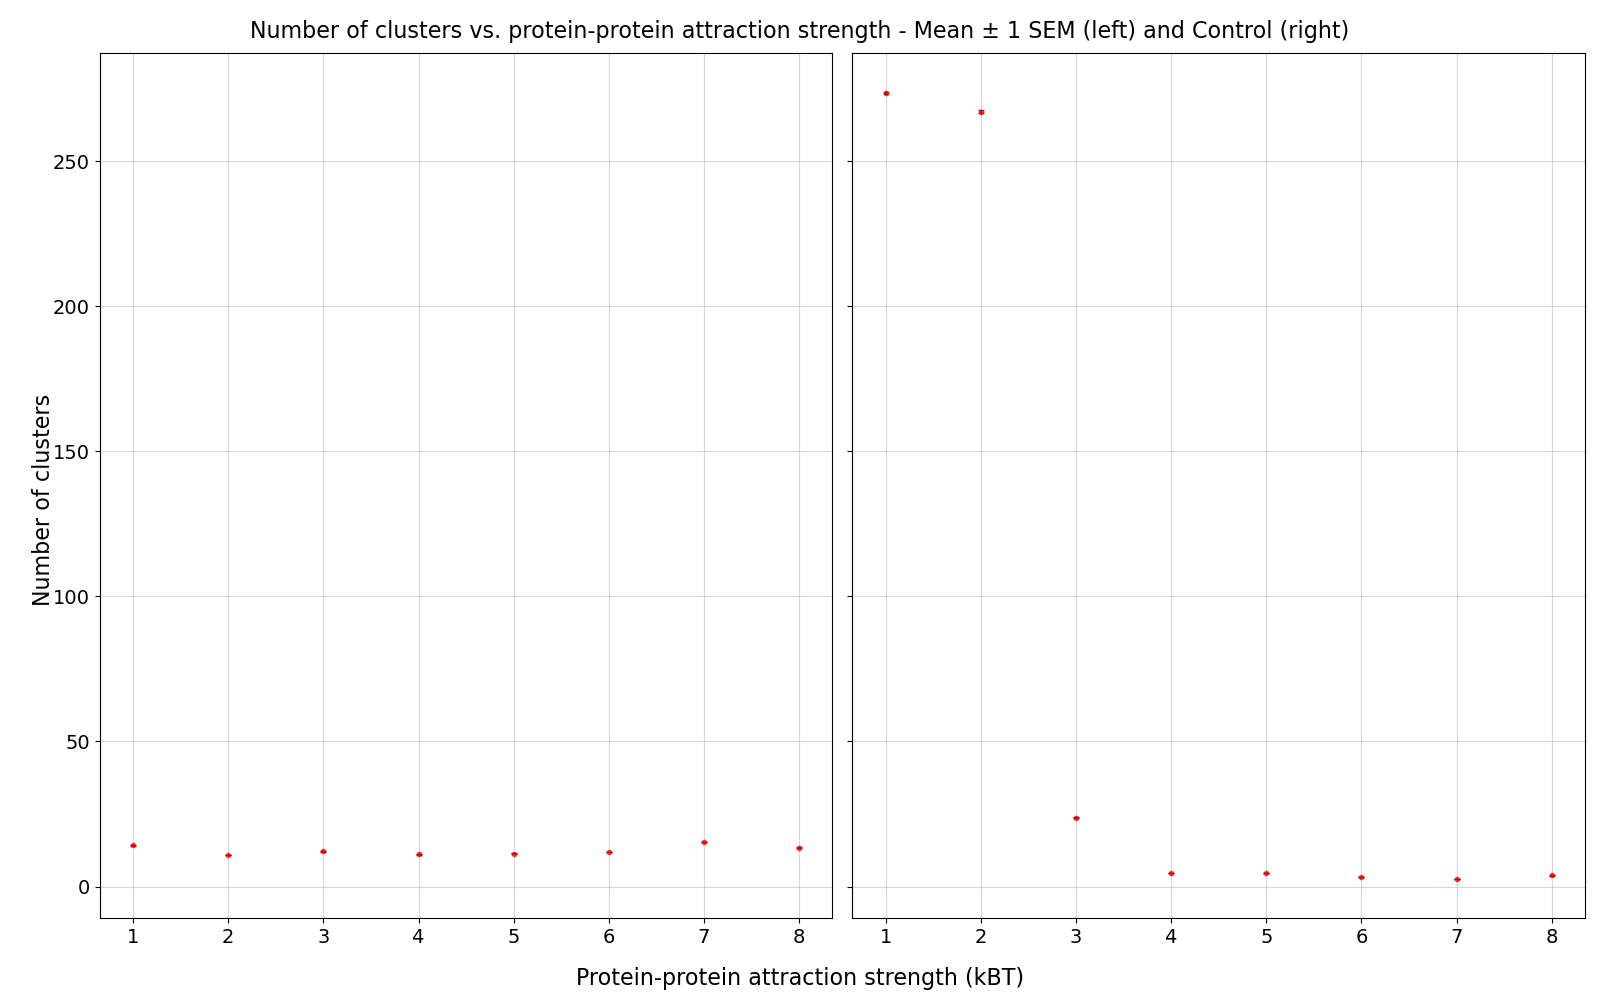 Number of clusters vs. protein-protein attraction strength - Mean ± 1 SEM (left) and Control (right)
Number of clusters
250
200
150
100
50
0
1 2 3 4 5 6 7 8
1 2 3 4 5 6 7 8
Protein-protein attraction strength (kBT)